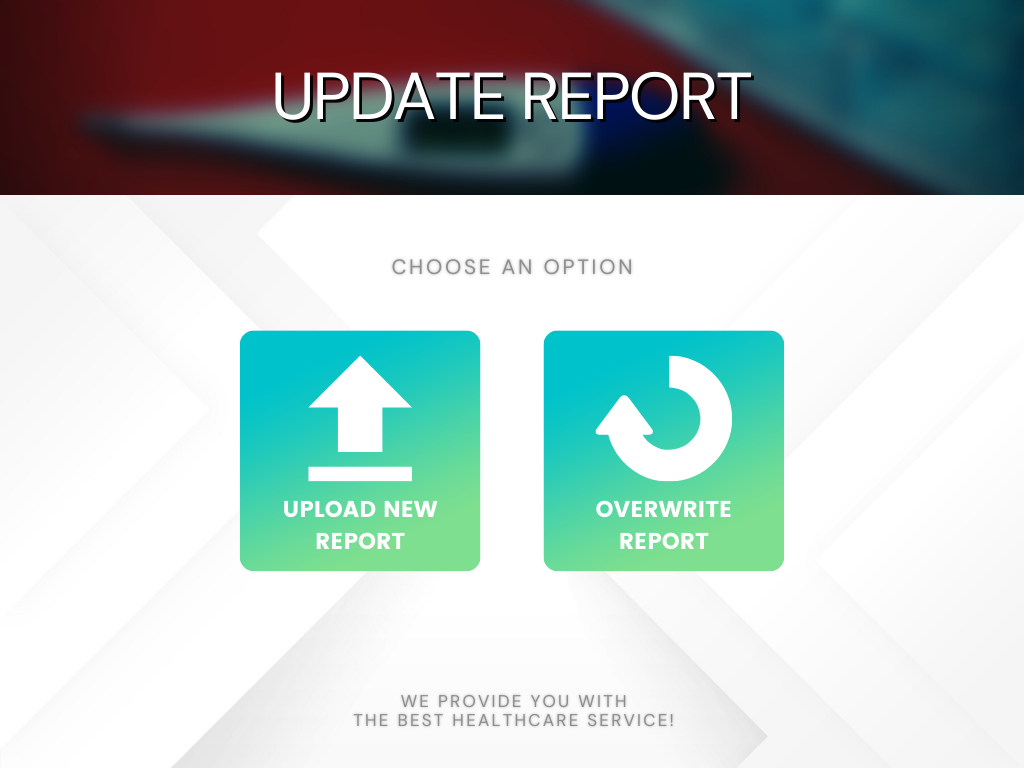 UPDATE REPORT
CHOOSE AN OPTION
UPLOAD NEW
REPORT
OVERWRITE
REPORT
WE PROVIDE YOU WITH
THE BEST HEALTHCARE SERVICE!